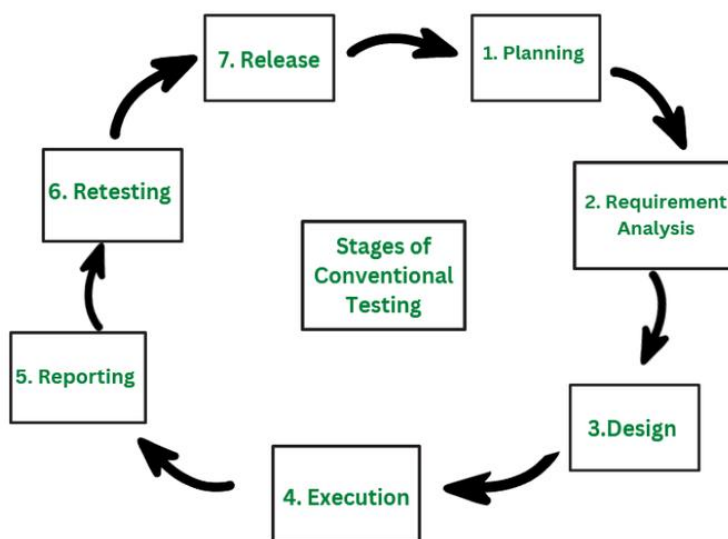 7. Release
1. Planning
6. Retesting
2. Requirement
Analysis
Stages of
Conventional
Testing
5. Reporting
3.Design
4. Execution